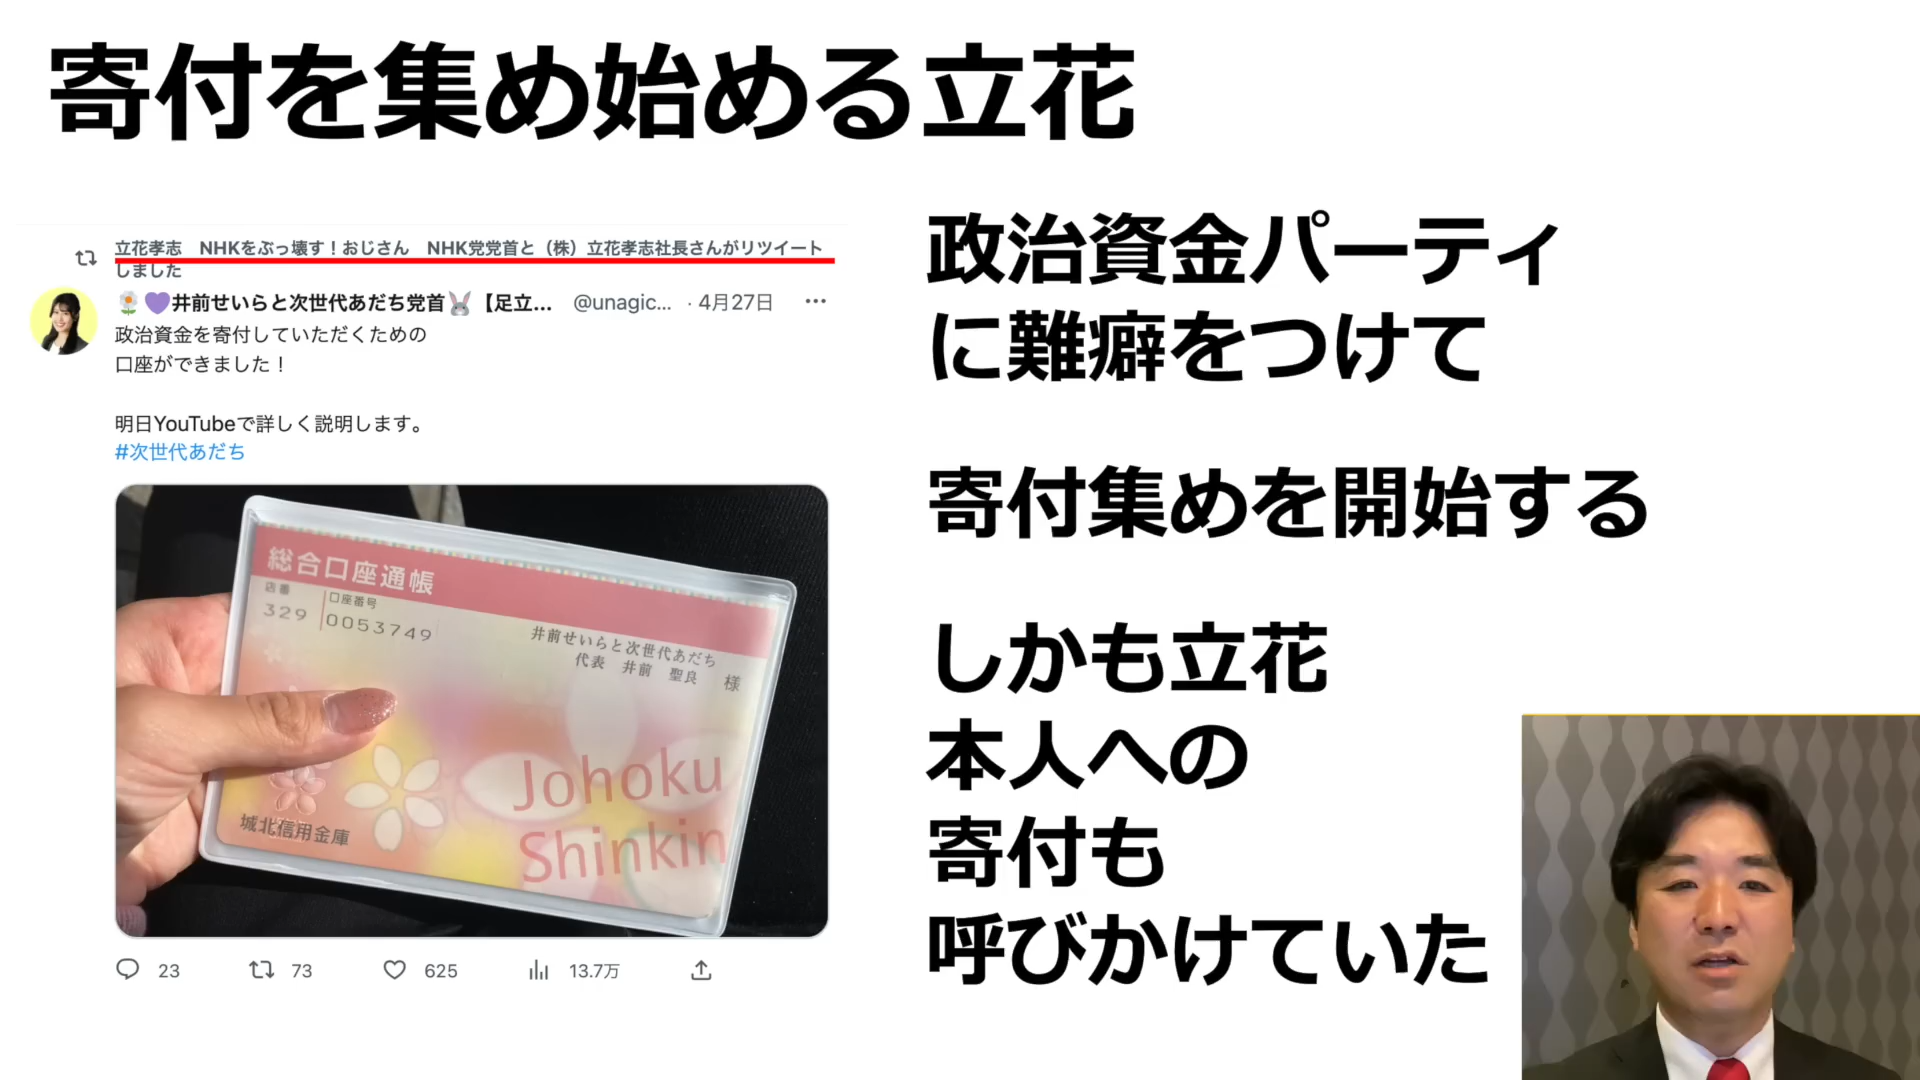 寄付を集め始める立花
立花孝志　NHKをぶっ壊す！おじさん　NHK党党首と（株）立花孝志社長さんがリツイート
しました
井前せいらと次世代あだち党首【足立... @unagic... · 4月27日 ...
政治資金を寄付していただくための
口座ができました！
明日YouTubeで詳しく説明します。
#次世代あだち
総合口座通帳
店番 口座番号
329 0053749
井前せいらと次世代あだち
代表 井前 聖良 様
Johoku
Shinkin
城北信用金庫
23 73 625 13.7万
政治資金パーティ
に難癖をつけて
寄付集めを開始する
しかも立花
本人への
寄付も
呼びかけていた